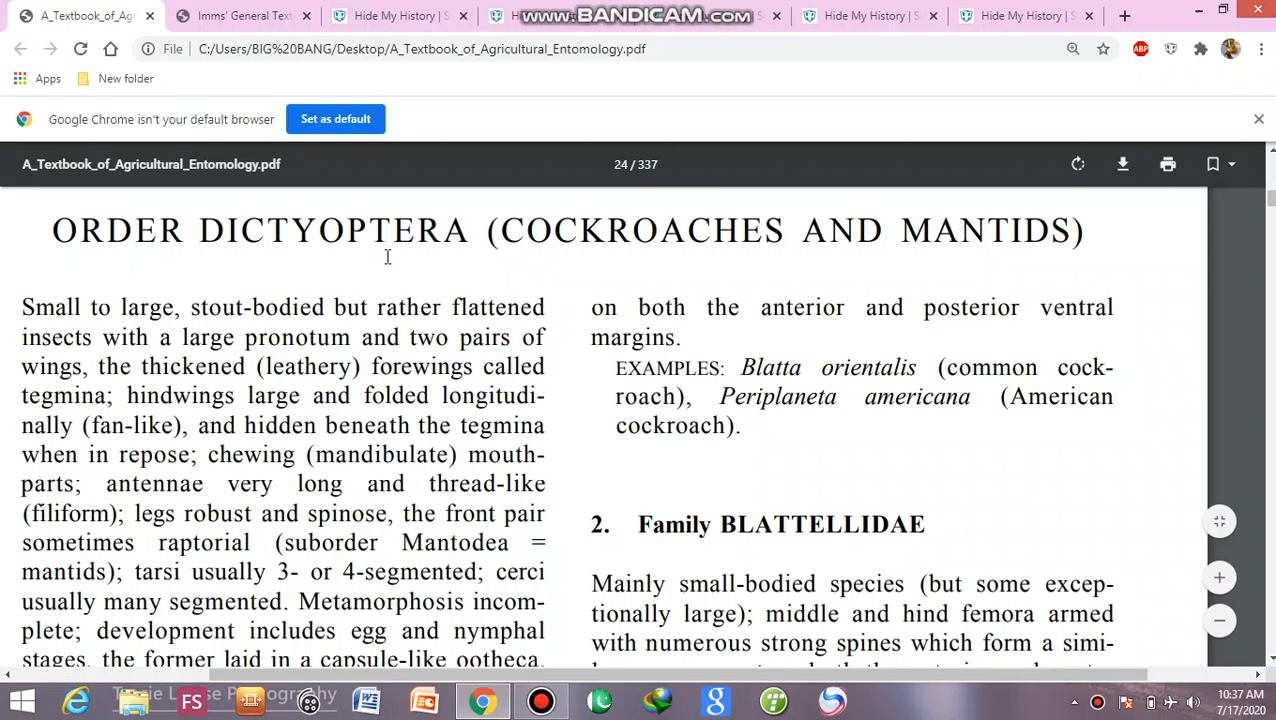 A_Textbook_of_Agricultural_Ento
Imms' General Text
Hide My History | S
H
www.BANDICAM.com
Hide My History | S
Hide My History | S
File C:/Users/BIG%20BANG/Desktop/A_Textbook_of_Agricultural_Entomology.pdf
ABP
Apps New folder
Google Chrome isn't your default browser Set as default
A_Textbook_of_Agricultural_Entomology.pdf 24 / 337
ORDER DICTYOPTERA (COCKROACHES AND MANTIDS)
Small to large, stout-bodied but rather flattened
insects with a large pronotum and two pairs of
wings, the thickened (leathery) forewings called
tegmina; hindwings large and folded longitudi-
nally (fan-like), and hidden beneath the tegmina
when in repose; chewing (mandibulate) mouth-
parts; antennae very long and thread-like
(filiform); legs robust and spinose, the front pair
sometimes raptorial (suborder Mantodea =
mantids); tarsi usually 3- or 4-segmented; cerci
usually many segmented. Metamorphosis incom-
plete; development includes egg and nymphal
stages, the former laid in a capsule-like ootheca.
on both the anterior and posterior ventral
margins.
EXAMPLES: Blatta orientalis (common cock-
roach), Periplaneta americana (American
cockroach).
2. Family BLATTELLIDAE
Mainly small-bodied species (but some excep-
tionally large); middle and hind femora armed
with numerous strong spines which form a simi-
Photography
FS
10:37 AM
7/17/2020